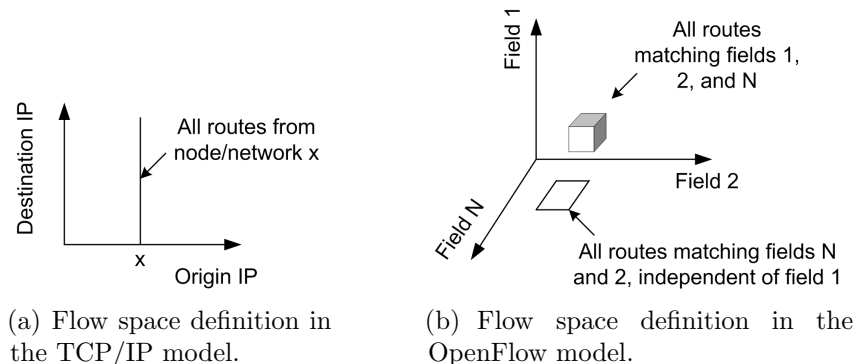 Destination IP
All routes from
node/network x
x
Origin IP
(a) Flow space definition in
the TCP/IP model.
Field 1
All routes
matching fields 1,
2, and N
Field 2
Field N
All routes matching fields N
and 2, independent of field 1
(b) Flow space definition in the
OpenFlow model.